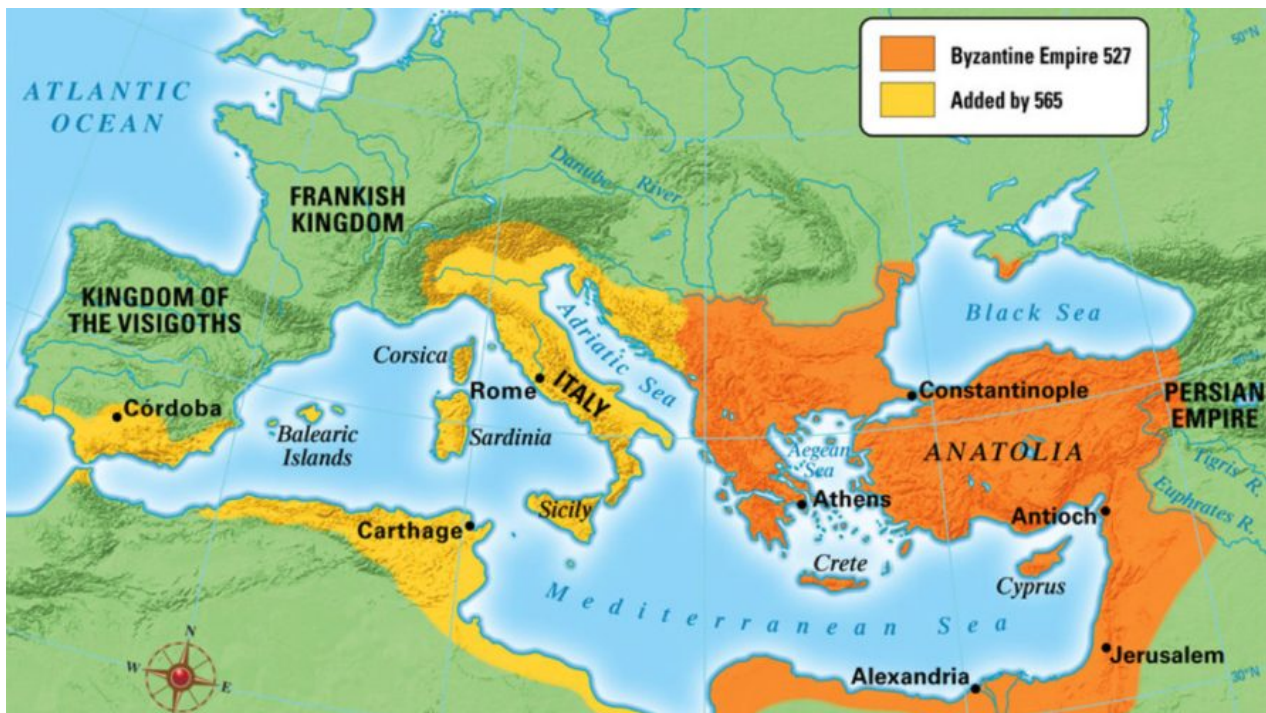 Byzantine Empire 527
Added by 565
50°N
ATLANTIC
OCEAN
FRANKISH
KINGDOM
Danube River
KINGDOM OF
THE VISIGOTHS
Black Sea
Adriatic Sea
Corsica
Rome
ITALY
Constantinople
40°N
PERSIAN
EMPIRE
Córdoba
Balearic
Islands
Sardinia
Aegean
Sea
ANATOLIA
Tigris R.
Euphrates R.
Carthage
Sicily
Athens
Antioch
Crete
Cyprus
Mediterranean Sea
N
W
E
Jerusalem
Alexandria
30°N